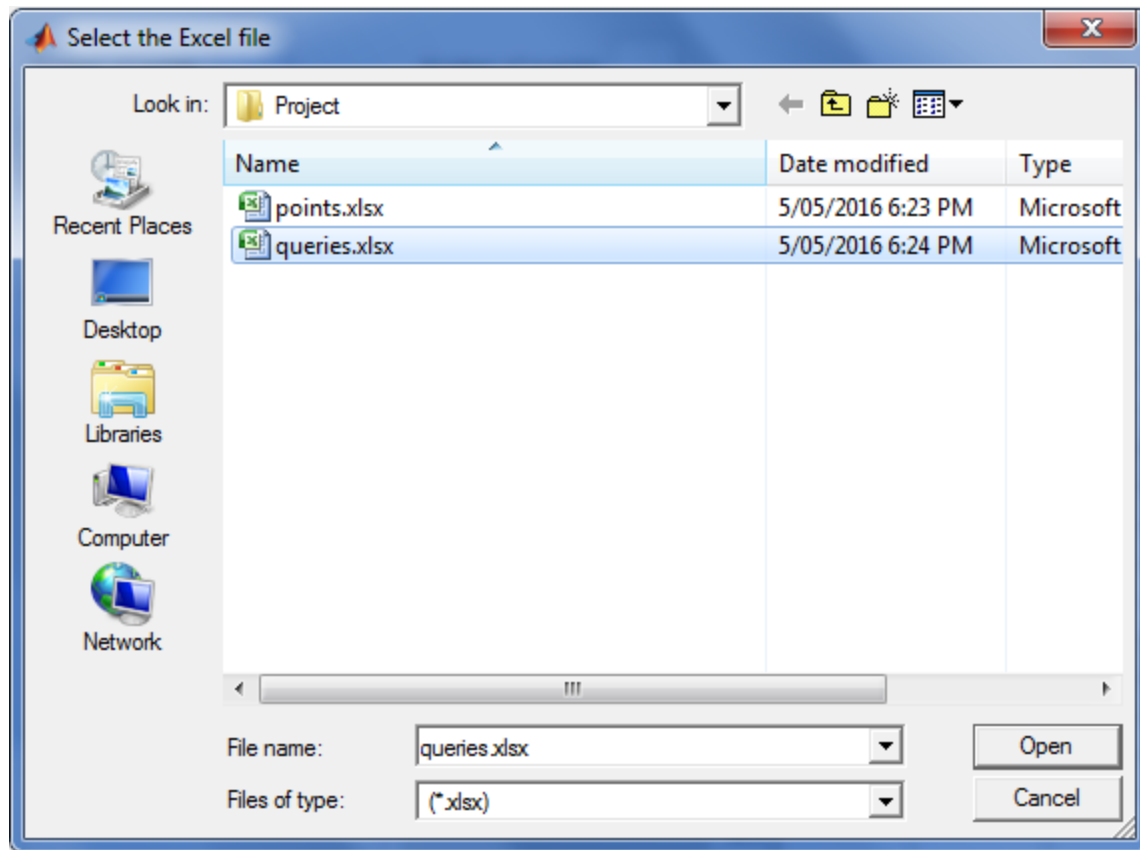 Select the Excel file
x
Look in: Project
Name Date modified Type
points.xlsx 5/05/2016 6:23 PM Microsoft
queries.xlsx 5/05/2016 6:24 PM Microsoft
Recent Places
Desktop
Libraries
Computer
Network
File name: queries.xlsx Open
Files of type: (*.xlsx) Cancel